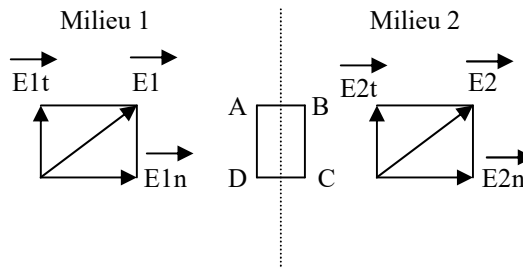 Milieu 1 Milieu 2
E1t E1 E2t E2
A B
D C
E1n E2n